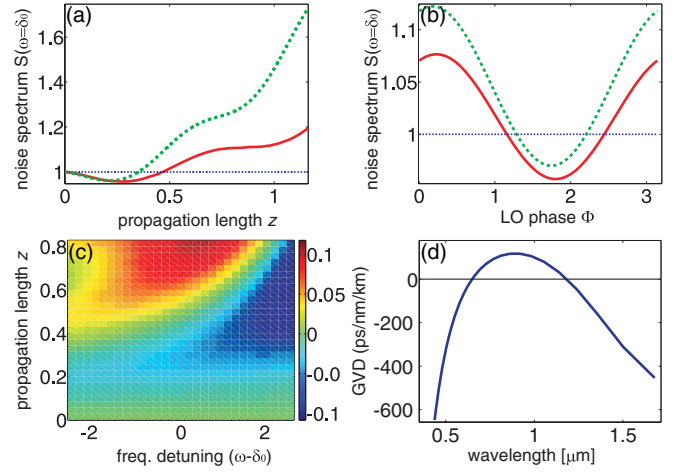 (a)
noise spectrum S(ω=δ₀)
1.6
1.4
1.2
1
0
0.5
1
propagation length z
(b)
noise spectrum S(ω=δ₀)
1.1
1.05
1
0
1
2
3
LO phase Φ
(c)
propagation length z
0.8
0.6
0.4
0.2
0
-2
0
2
freq. detuning (ω-δ₀)
0.1
0.05
0
-0.0
-0.1
(d)
GVD (ps/nm/km)
0
-200
-400
-600
0.5
1
1.5
wavelength [μm]